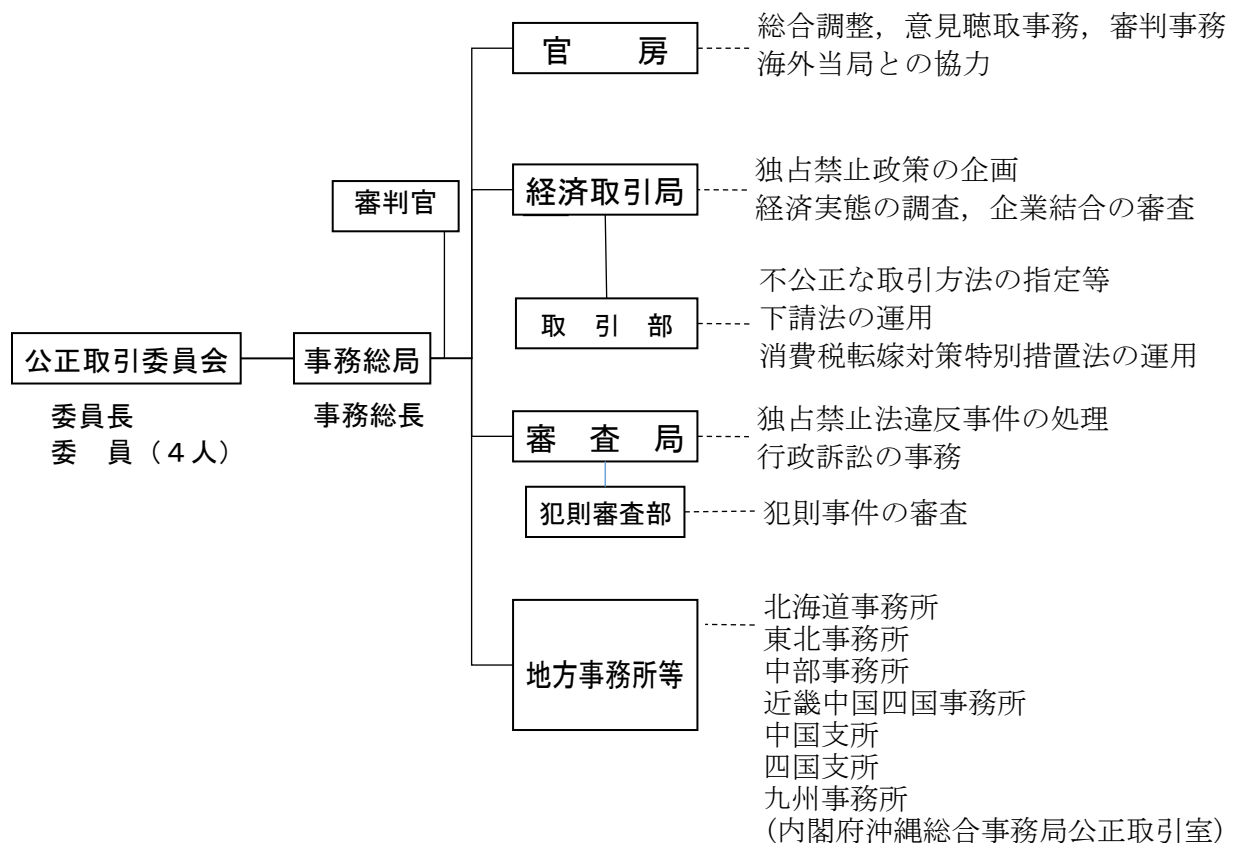 官　房
総合調整，意見聴取事務，審判事務
海外当局との協力
審判官
経済取引局
独占禁止政策の企画
経済実態の調査，企業結合の審査
取　引　部
不公正な取引方法の指定等
下請法の運用
消費税転嫁対策特別措置法の運用
公正取引委員会
委員長
委　員（４人）
事務総局
事務総長
審　査　局
独占禁止法違反事件の処理
行政訴訟の事務
犯則審査部
犯則事件の審査
地方事務所等
北海道事務所
東北事務所
中部事務所
近畿中国四国事務所
中国支所
四国支所
九州事務所
（内閣府沖縄総合事務局公正取引室）